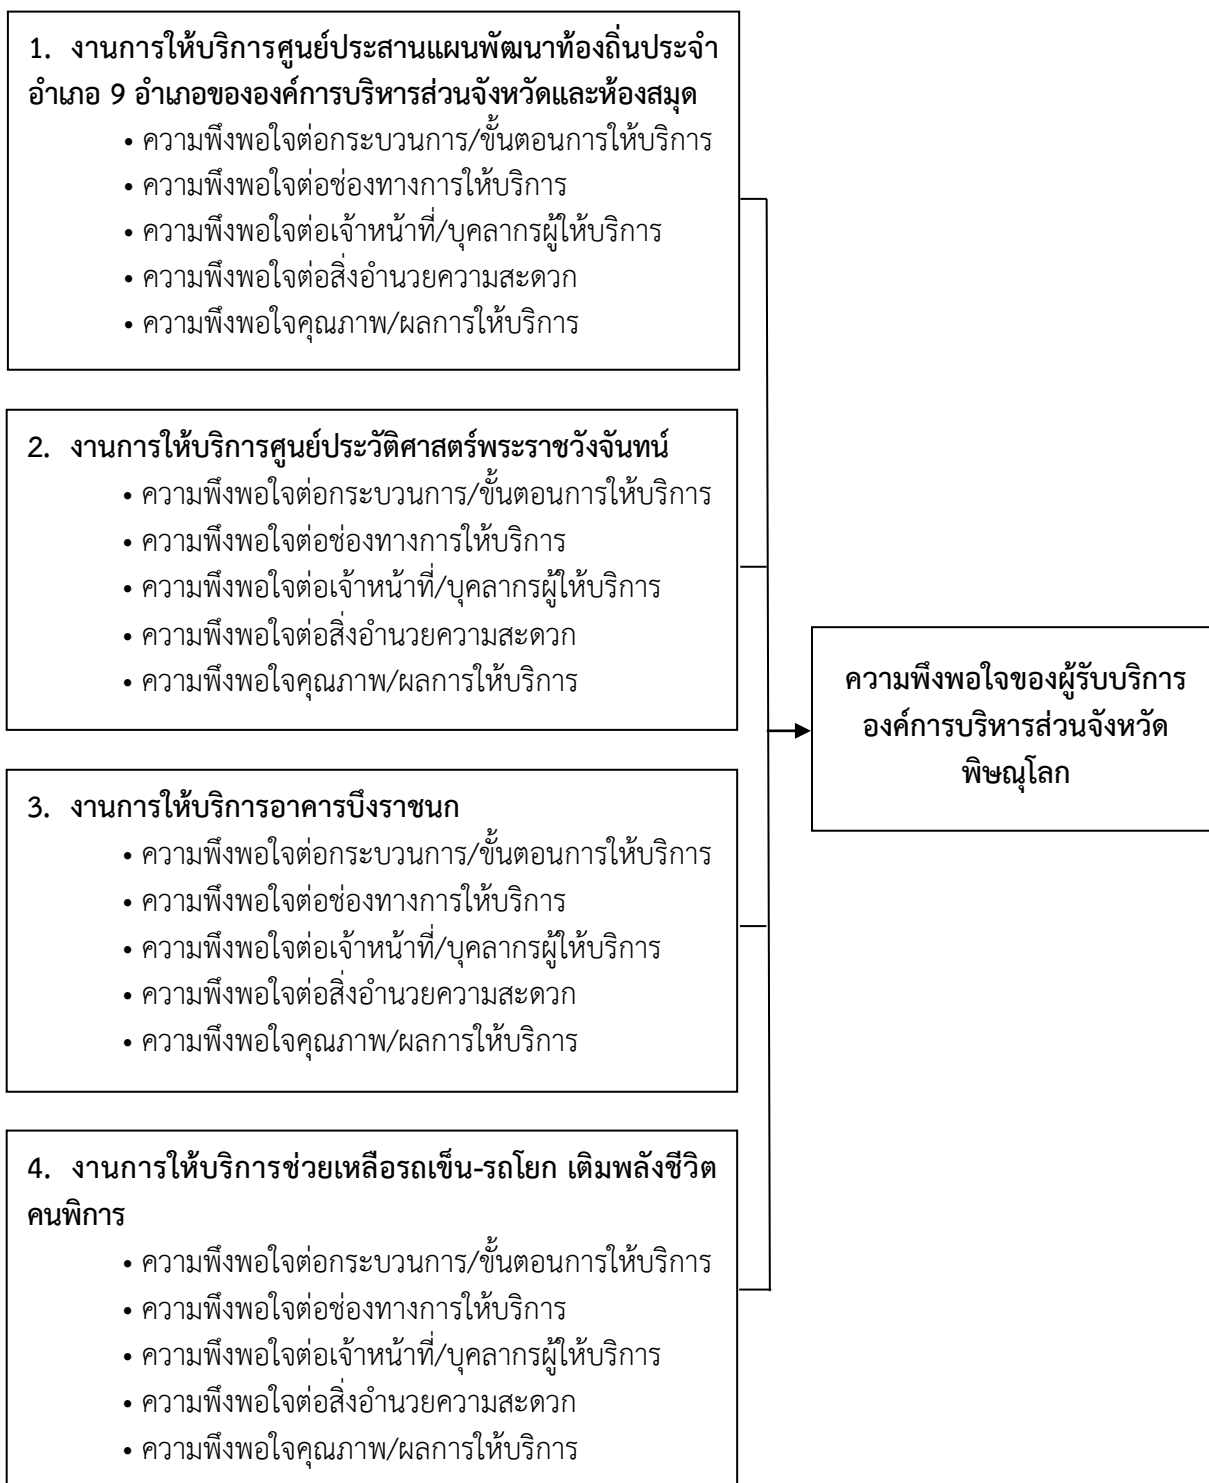 1. งานการให้บริการศูนย์ประสานแผนพัฒนาท้องถิ่นประจำ
อำเภอ 9 อำเภอขององค์การบริหารส่วนจังหวัดและห้องสมุด
• ความพึงพอใจต่อกระบวนการ/ขั้นตอนการให้บริการ
• ความพึงพอใจต่อช่องทางการให้บริการ
• ความพึงพอใจต่อเจ้าหน้าที่/บุคลากรผู้ให้บริการ
• ความพึงพอใจต่อสิ่งอำนวยความสะดวก
• ความพึงพอใจคุณภาพ/ผลการให้บริการ
2. งานการให้บริการศูนย์ประวัติศาสตร์พระราชวังจันทน์
• ความพึงพอใจต่อกระบวนการ/ขั้นตอนการให้บริการ
• ความพึงพอใจต่อช่องทางการให้บริการ
• ความพึงพอใจต่อเจ้าหน้าที่/บุคลากรผู้ให้บริการ
• ความพึงพอใจต่อสิ่งอำนวยความสะดวก
• ความพึงพอใจคุณภาพ/ผลการให้บริการ
3. งานการให้บริการอาคารบึงราชนก
• ความพึงพอใจต่อกระบวนการ/ขั้นตอนการให้บริการ
• ความพึงพอใจต่อช่องทางการให้บริการ
• ความพึงพอใจต่อเจ้าหน้าที่/บุคลากรผู้ให้บริการ
• ความพึงพอใจต่อสิ่งอำนวยความสะดวก
• ความพึงพอใจคุณภาพ/ผลการให้บริการ
4. งานการให้บริการช่วยเหลือรถเข็น-รถโยก เติมพลังชีวิต
คนพิการ
• ความพึงพอใจต่อกระบวนการ/ขั้นตอนการให้บริการ
• ความพึงพอใจต่อช่องทางการให้บริการ
• ความพึงพอใจต่อเจ้าหน้าที่/บุคลากรผู้ให้บริการ
• ความพึงพอใจต่อสิ่งอำนวยความสะดวก
• ความพึงพอใจคุณภาพ/ผลการให้บริการ
ความพึงพอใจของผู้รับบริการ
องค์การบริหารส่วนจังหวัด
พิษณุโลก